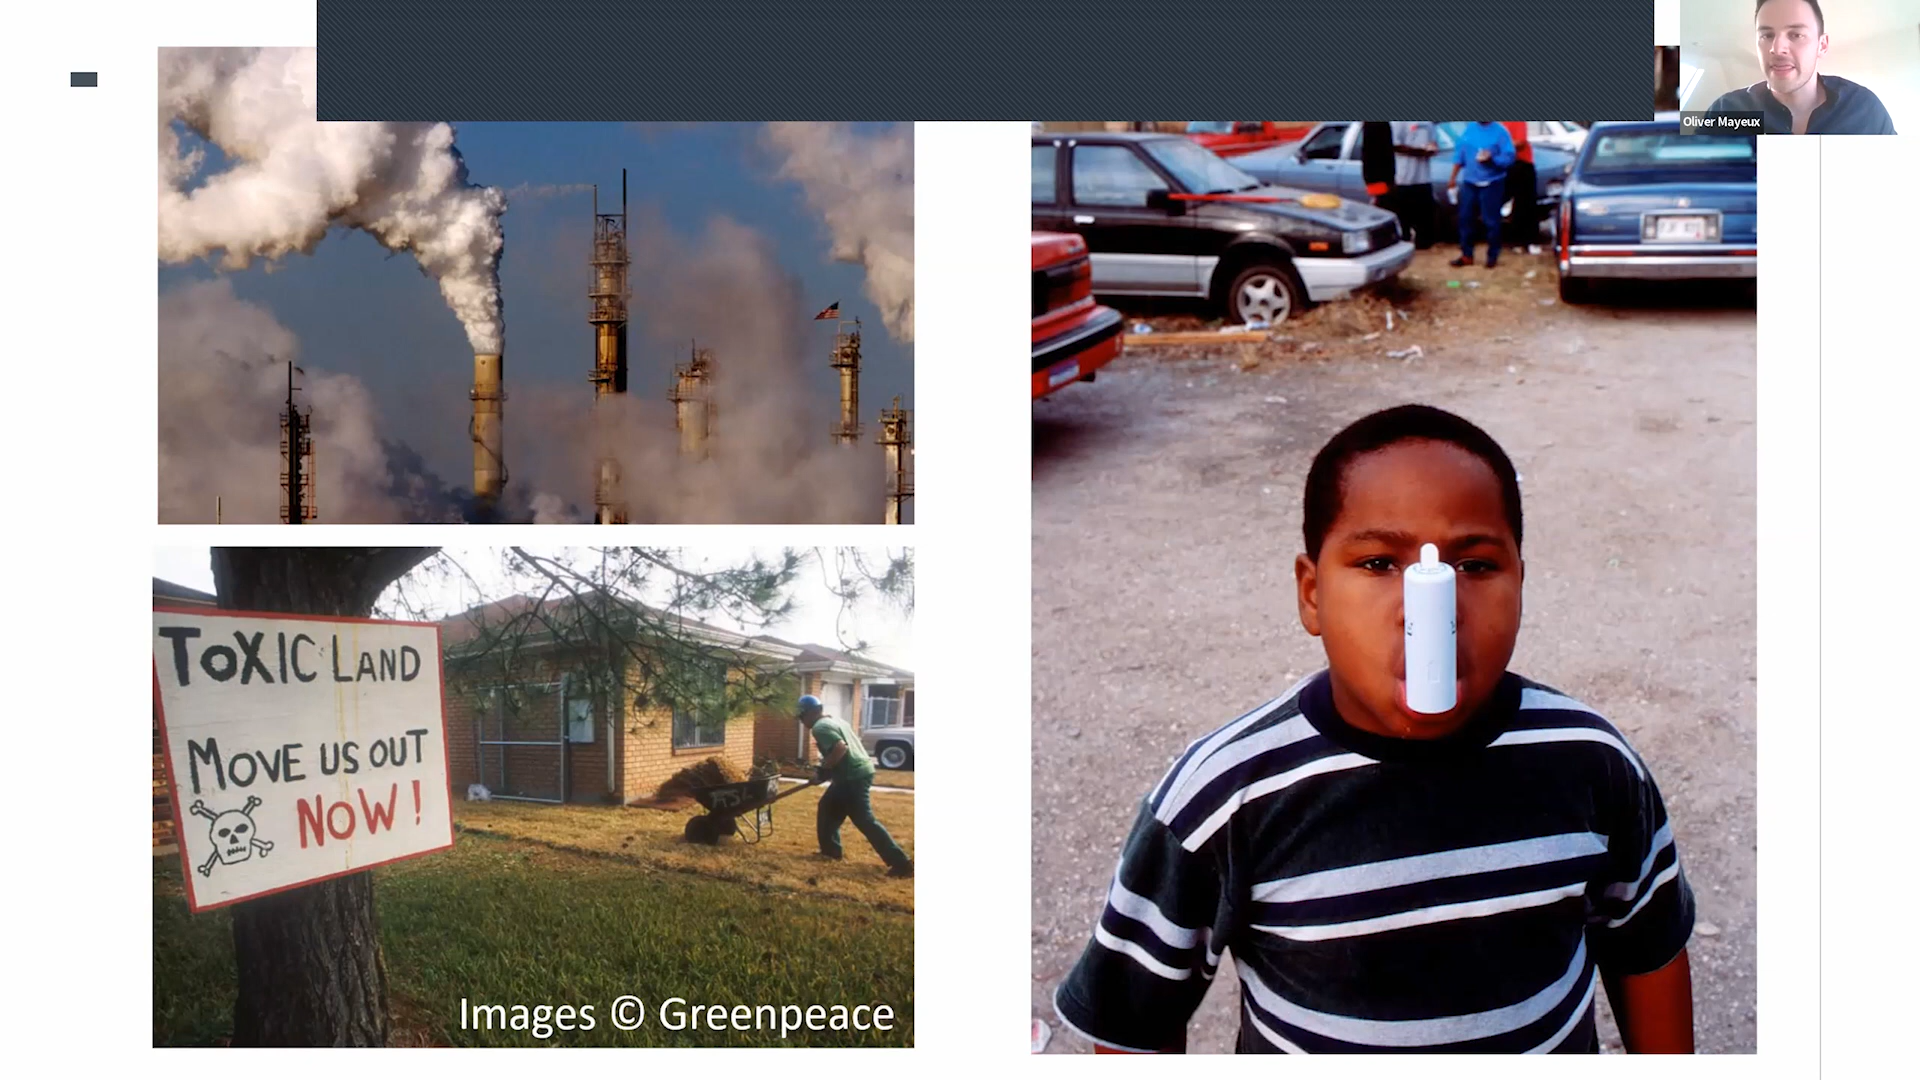 Oliver Mayeux
TOXIC LAND
MOVE US OUT
NOW!
Images © Greenpeace